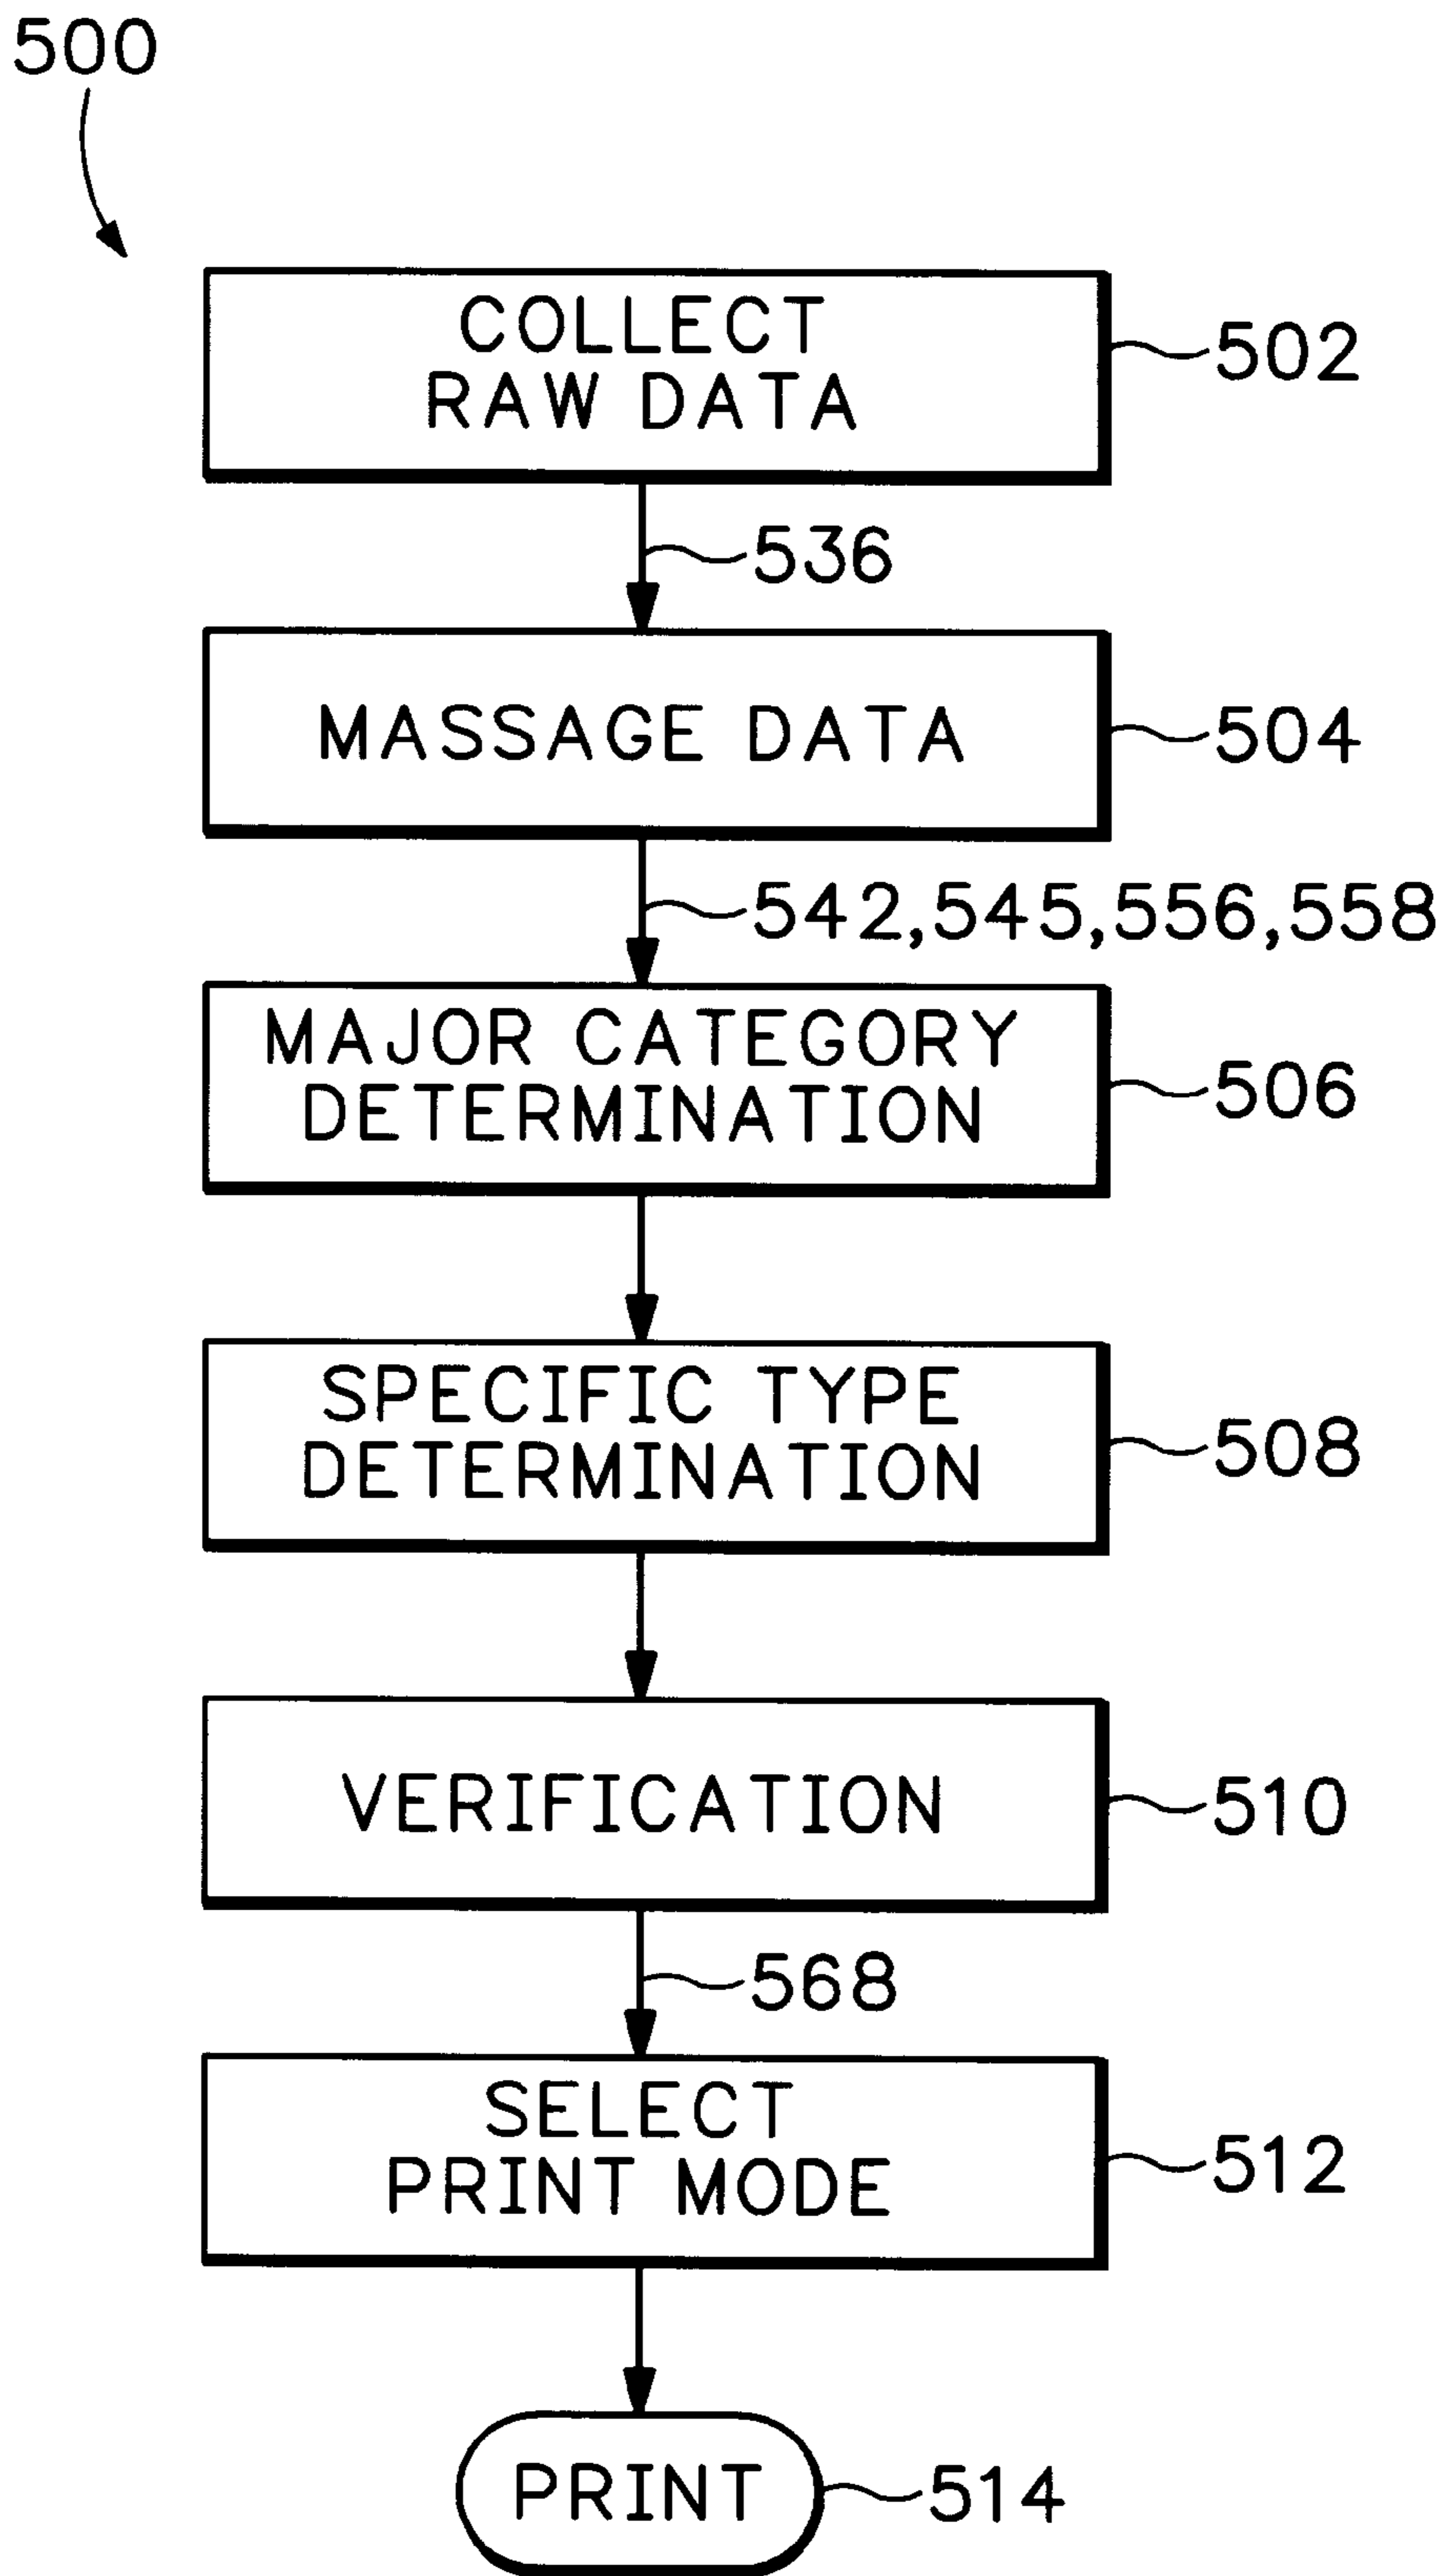 500
COLLECT
RAW DATA
502
536
MASSAGE DATA
504
542,545,556,558
MAJOR CATEGORY
DETERMINATION
506
SPECIFIC TYPE
DETERMINATION
508
VERIFICATION
510
568
SELECT
PRINT MODE
512
PRINT
514